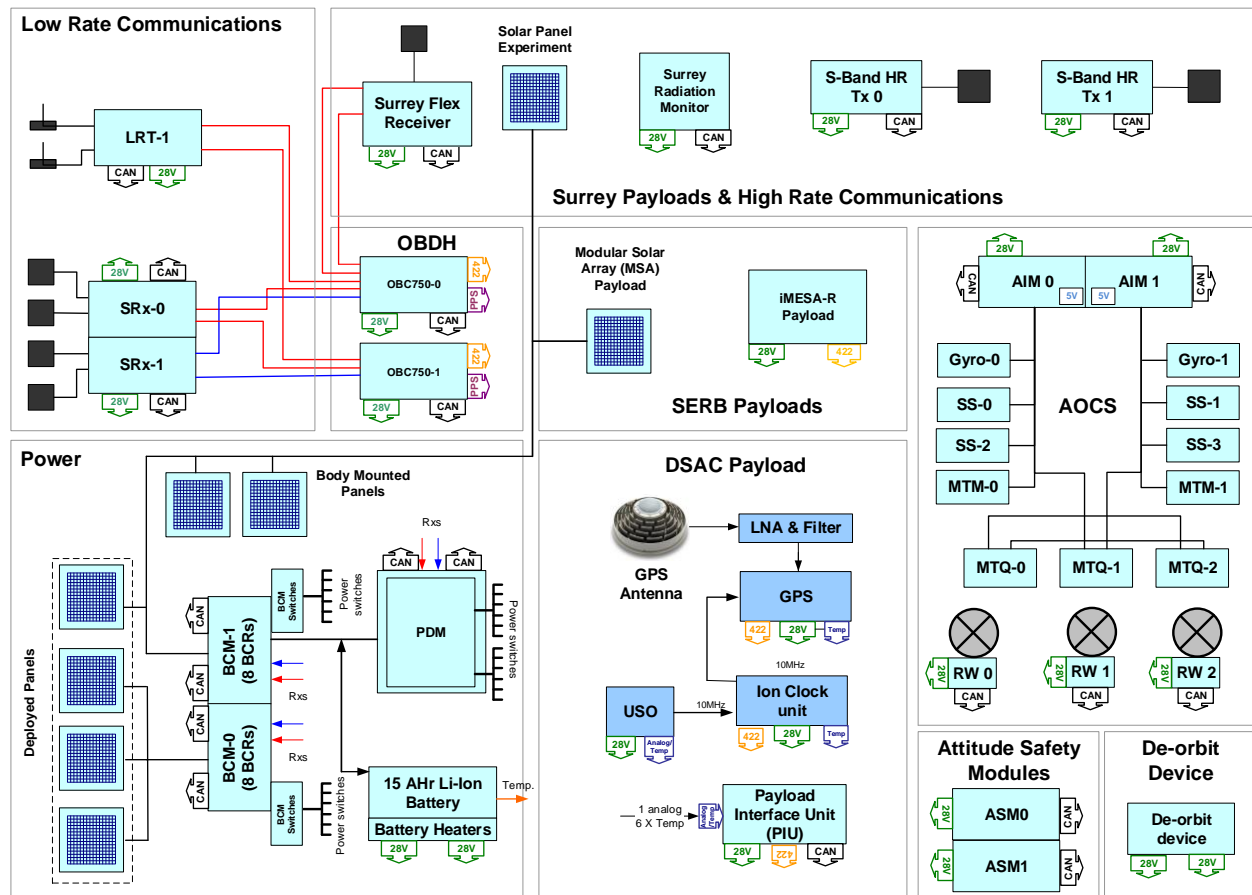 Low Rate Communications
LRT-1
CAN
28V
28V
CAN
SRx-0
SRx-1
28V
CAN
Solar Panel
Experiment
Surrey Flex
Receiver
28V
CAN
Surrey
Radiation
Monitor
28V
CAN
S-Band HR
Tx 0
28V
CAN
S-Band HR
Tx 1
28V
CAN
Surrey Payloads & High Rate Communications
OBDH
OBC750-0
422
PPS
28V
CAN
OBC750-1
422
PPS
28V
CAN
Modular Solar
Array (MSA)
Payload
iMESA-R
Payload
28V
422
SERB Payloads
28V
28V
CAN
AIM 0
AIM 1
CAN
5V
5V
Gyro-0
Gyro-1
SS-0
AOCS
SS-1
SS-2
SS-3
MTM-0
MTM-1
MTQ-0
MTQ-1
MTQ-2
28V
RW 0
CAN
28V
RW 1
CAN
28V
RW 2
CAN
Power
Body Mounted
Panels
Deployed Panels
CAN
CAN
BCM-1
(8 BCRs)
CAN
CAN
BCM-0
(8 BCRs)
BCM
Switches
Power
switches
Rxs
Rxs
BCM
Switches
Power switches
Rxs
CAN
CAN
PDM
Power switches
15 AHr Li-Ion
Battery
Temp.
Battery Heaters
28V
28V
DSAC Payload
GPS
Antenna
LNA & Filter
GPS
422
28V
Temp
10MHz
USO
28V
Analog/
Temp
10MHz
Ion Clock
unit
422
28V
Temp
1 analog
6 X Temp
Analog
/Temp
Payload
Interface Unit
(PIU)
28V
422
CAN
Attitude Safety
Modules
28V
ASM0
CAN
28V
ASM1
CAN
De-orbit
Device
De-orbit
device
28V
28V